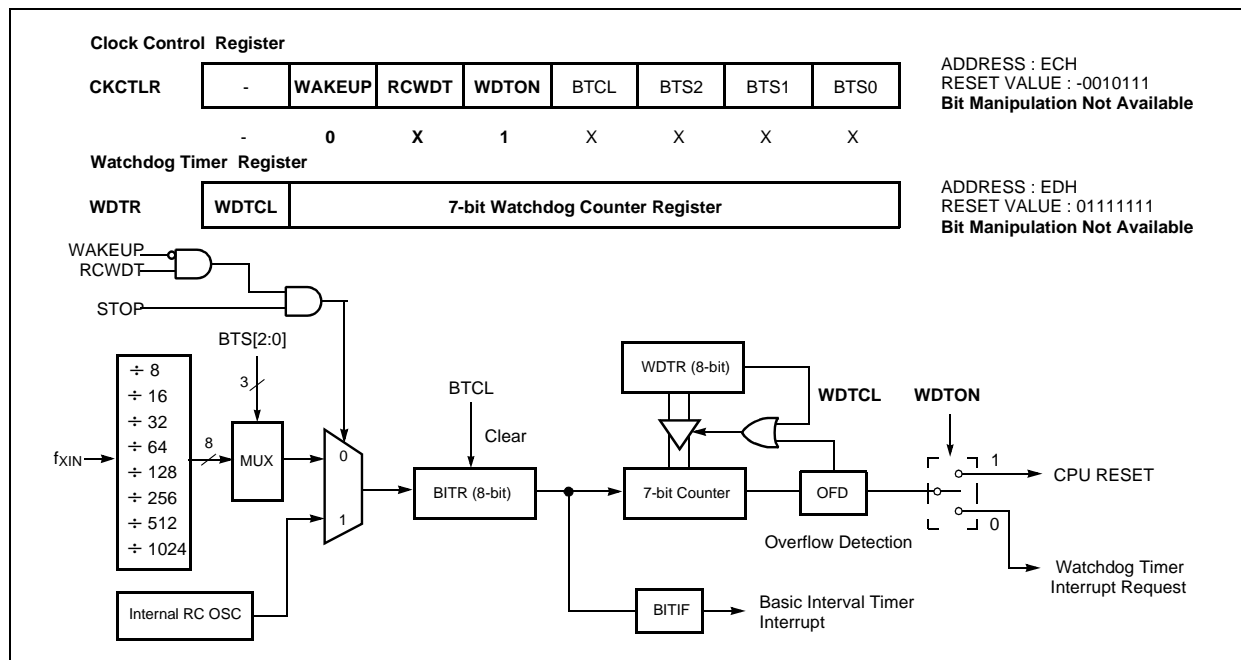 Clock Control Register
CKCTLR - WAKEUP RCWDT WDTON BTCL BTS2 BTS1 BTS0
ADDRESS : ECH
RESET VALUE : -0010111
Bit Manipulation Not Available
- 0 X 1 X X X X
Watchdog Timer Register
WDTR WDTCL 7-bit Watchdog Counter Register
ADDRESS : EDH
RESET VALUE : 01111111
Bit Manipulation Not Available
WAKEUP
RCWDT
STOP
BTS[2:0]
3
fXIN
÷ 8
÷ 16
÷ 32
÷ 64
÷ 128
÷ 256
÷ 512
÷ 1024
8
MUX
0
1
Internal RC OSC
BTCL
Clear
BITR (8-bit)
WDTR (8-bit)
WDTCL
7-bit Counter
OFD
Overflow Detection
WDTON
1
0
CPU RESET
Watchdog Timer
Interrupt Request
BITIF
Basic Interval Timer
Interrupt